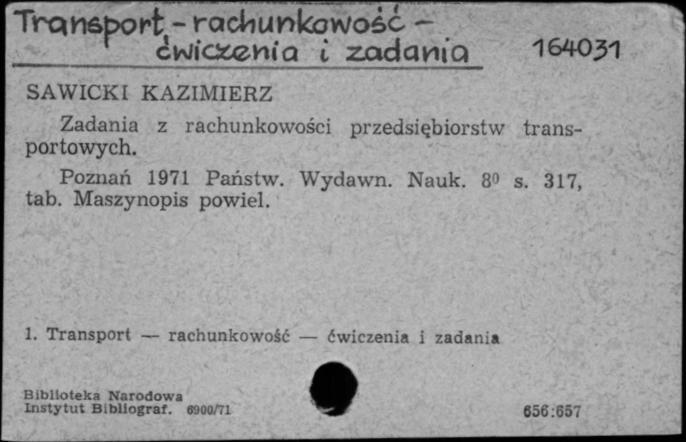 Transport - rachunkowość -
ćwiczenia i zadania 164031
SAWICKI KAZIMIERZ
Zadania z rachunkowości przedsiębiorstw trans-
portowych.
Poznań 1971 Państw. Wydawn. Nauk. 8⁰ s. 317,
tab. Maszynopis powiel.
1. Transport — rachunkowość — ćwiczenia i zadania
Biblioteka Narodowa
Instytut Bibliograf. 6900/71 656:657